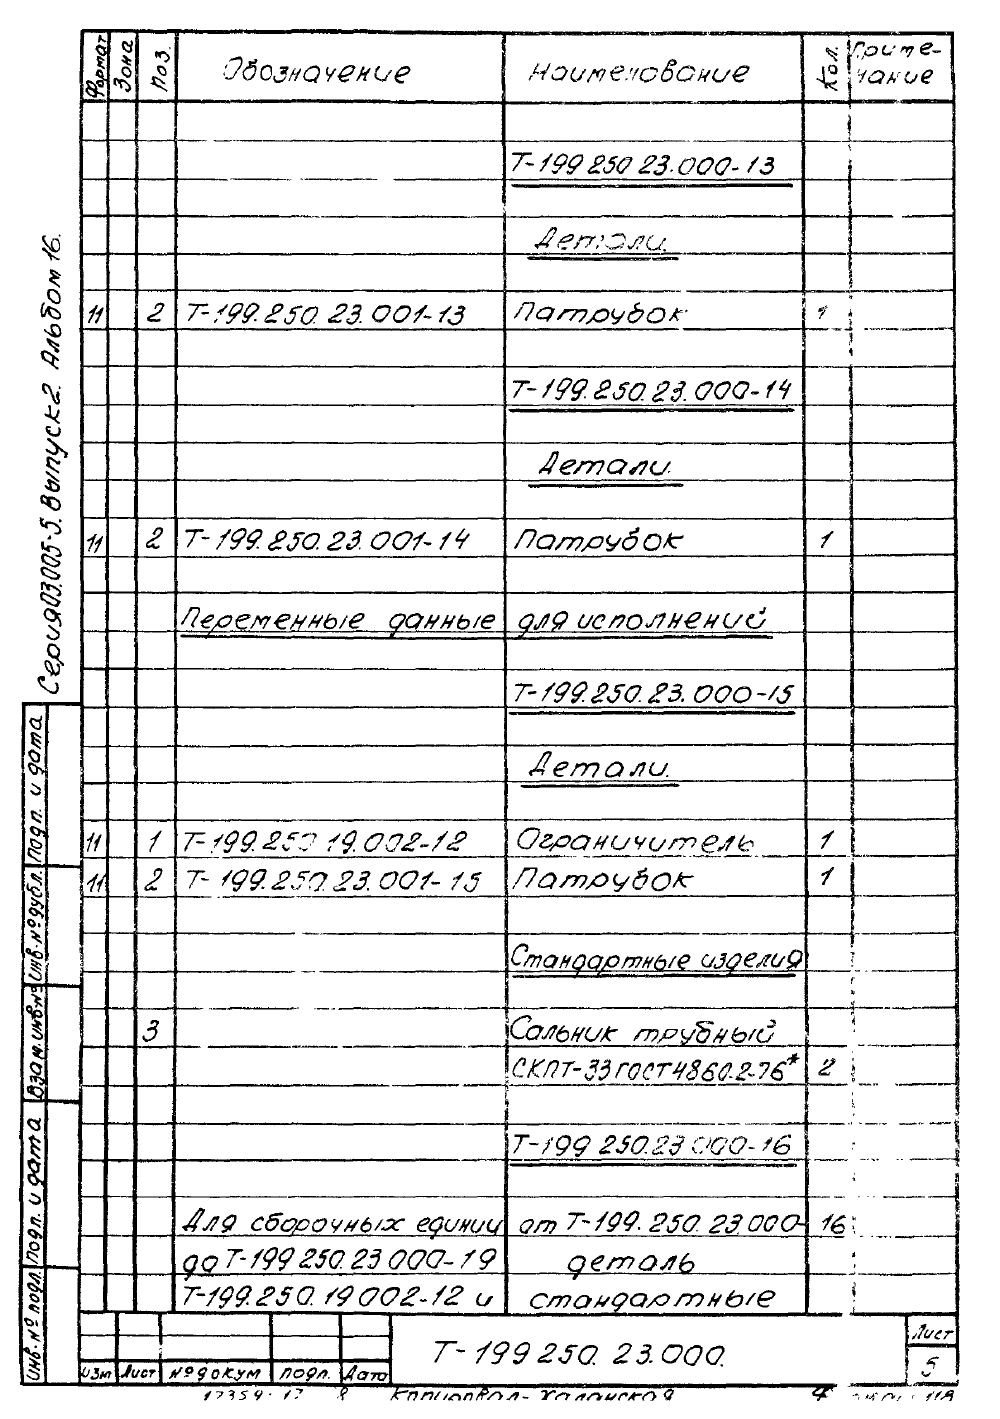 Формат Зона Поз. Обозначение Наименование Кол. Примечание
Т-199 250 23.000-13
Детали.
11 2 Т-199.250.23.001-13 Патрубок 1
Т-199.250.23.000-14
Детали.
11 2 Т-199.250.23.001-14 Патрубок 1
Переменные данные для исполнений
Т-199.250.23.000-15
Детали.
11 1 Т-199.250 19.002-12 Ограничитель 1
11 2 Т-199.250.23.001-15 Патрубок 1
Стандартные изделия
3 Сальник трубный
СКПТ-33 ГОСТ 4860.2-76* 2
Т-199 250.23 000-16
Для сборочных единиц от Т-199.250.23.000-16
до Т-199 250.23 000-19 деталь
Т-199.250.19 002-12 и стандартные
Серия 03.005-5. Выпуск 2. Альбом 16.
Подп. и дата
Инв. № дубл.
Взам. инв. №
Подп. и дата
Инв. № подл.
Изм Лист № докум подп. Дата
Т-199 250. 23.000.
Лист
5
17359-17 8 Копировал-